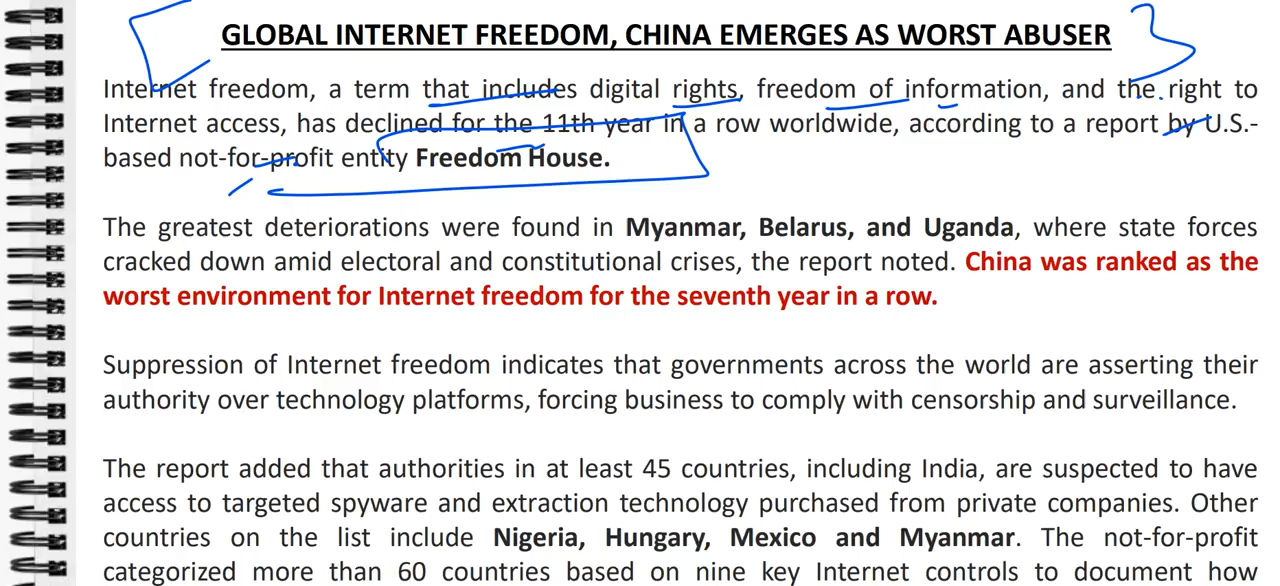 GLOBAL INTERNET FREEDOM, CHINA EMERGES AS WORST ABUSER
Internet freedom, a term that includes digital rights, freedom of information, and the right to
Internet access, has declined for the 11th year in a row worldwide, according to a report by U.S.-
based not-for-profit entity Freedom House.
The greatest deteriorations were found in Myanmar, Belarus, and Uganda, where state forces
cracked down amid electoral and constitutional crises, the report noted. China was ranked as the
worst environment for Internet freedom for the seventh year in a row.
Suppression of Internet freedom indicates that governments across the world are asserting their
authority over technology platforms, forcing business to comply with censorship and surveillance.
The report added that authorities in at least 45 countries, including India, are suspected to have
access to targeted spyware and extraction technology purchased from private companies. Other
countries on the list include Nigeria, Hungary, Mexico and Myanmar. The not-for-profit
categorized more than 60 countries based on nine key Internet controls to document how